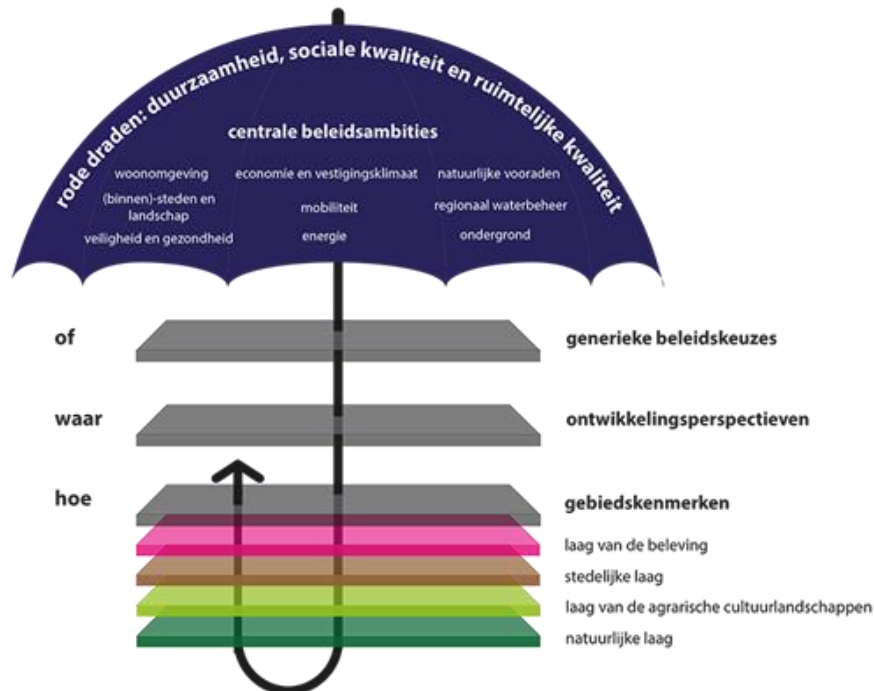 rode draden: duurzaamheid, sociale kwaliteit en ruimtelijke kwaliteit
centrale beleidsambities
woonomgeving
(binnen)-steden en
landschap
veiligheid en gezondheid
economie en vestigingsklimaat
mobiliteit
energie
natuurlijke vooraden
regionaal waterbeheer
ondergrond
of
generieke beleidskeuzes
waar
ontwikkelingsperspectieven
hoe
gebiedskenmerken
laag van de beleving
stedelijke laag
laag van de agrarische cultuurlandschappen
natuurlijke laag